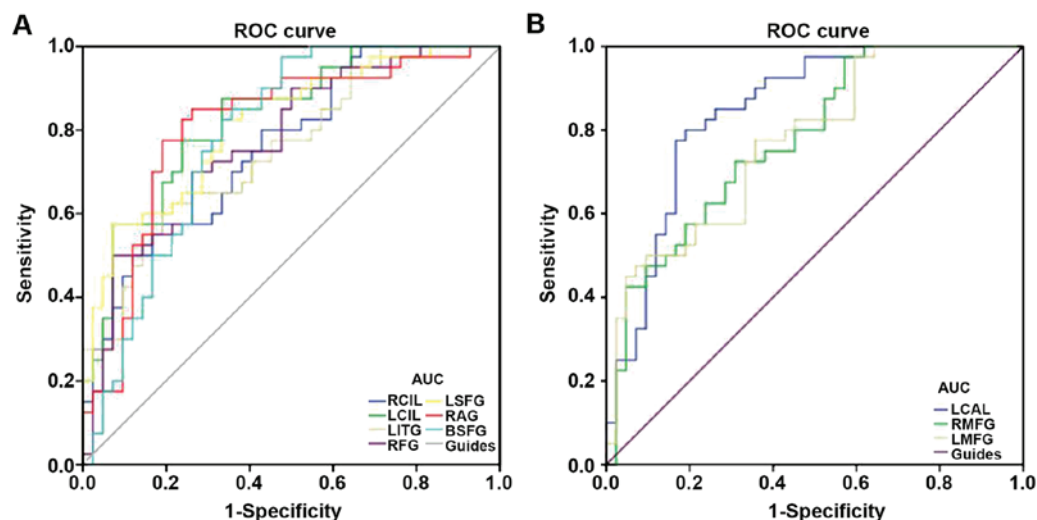 A
ROC curve
1.0
0.8
0.6
0.4
0.2
0.0
Sensitivity
0.0 0.2 0.4 0.6 0.8 1.0
1-Specificity
AUC
RCIL LSFG
LCIL RAG
LITG BSFG
RFG Guides
B
ROC curve
1.0
0.8
0.6
0.4
0.2
0.0
Sensitivity
0.0 0.2 0.4 0.6 0.8 1.0
1-Specificity
AUC
LCAL
RMFG
LMFG
Guides